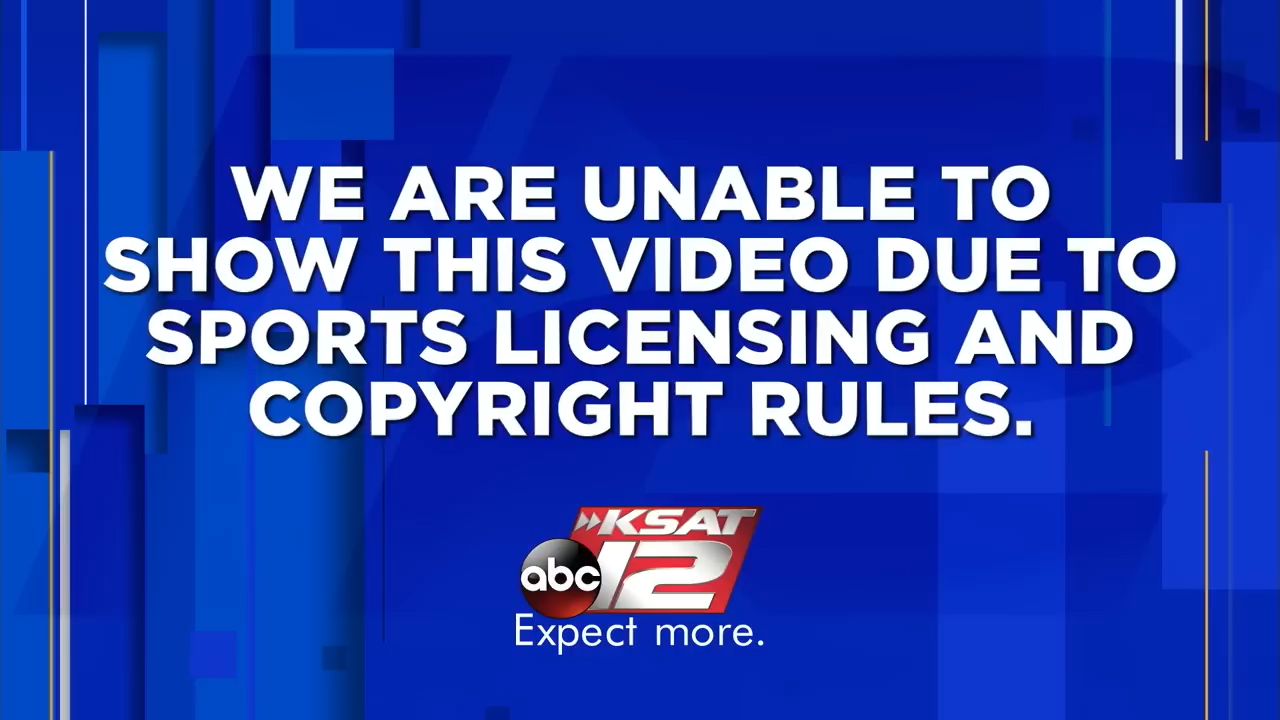 WE ARE UNABLE TO
SHOW THIS VIDEO DUE TO
SPORTS LICENSING AND
COPYRIGHT RULES.
KSAT
abc 12
Expect more.